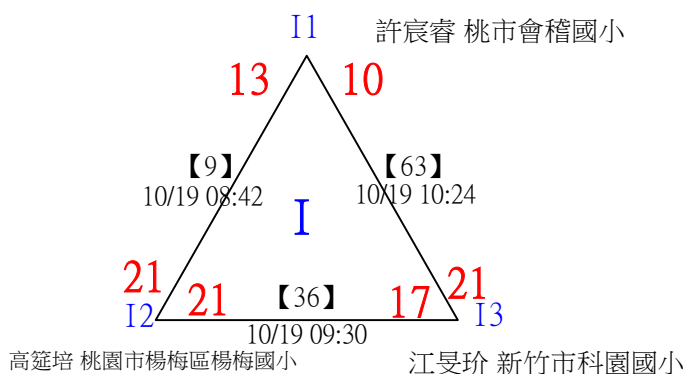 I1
許宸睿 桃市會稽國小
13 10
【9】
10/19 08:42
【63】
10/19 10:24
I
21 21
【36】
17 21
I2
I3
10/19 09:30
高筵培 桃園市楊梅區楊梅國小
江旻玠 新竹市科園國小